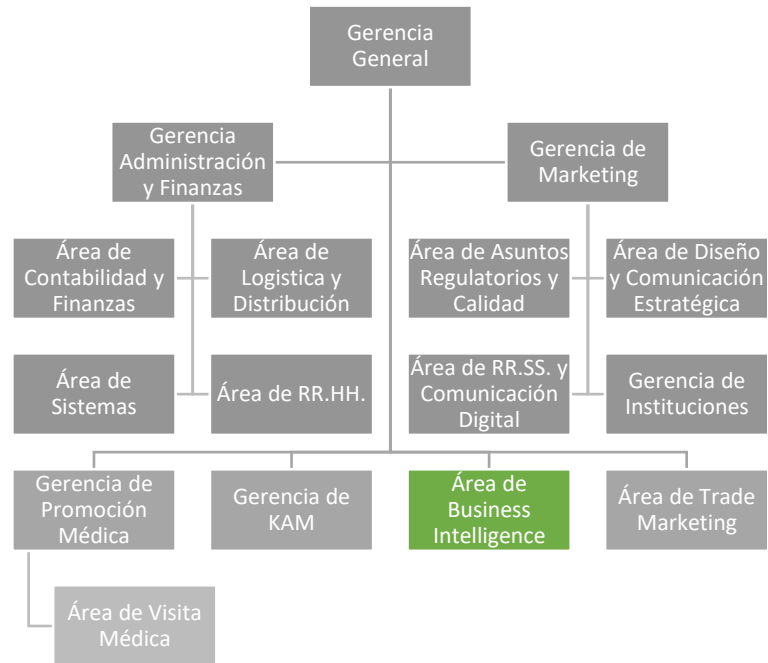 Gerencia
General
Gerencia
Administración
y Finanzas
Gerencia de
Marketing
Área de
Contabilidad y
Finanzas
Área de
Logistica y
Distribución
Área de Asuntos
Regulatorios y
Calidad
Área de Diseño
y Comunicación
Estratégica
Área de
Sistemas
Área de RR.HH.
Área de RR.SS. y
Comunicación
Digital
Gerencia de
Instituciones
Gerencia de
Promoción
Médica
Gerencia de
KAM
Área de
Business
Intelligence
Área de Trade
Marketing
Área de Visita
Médica